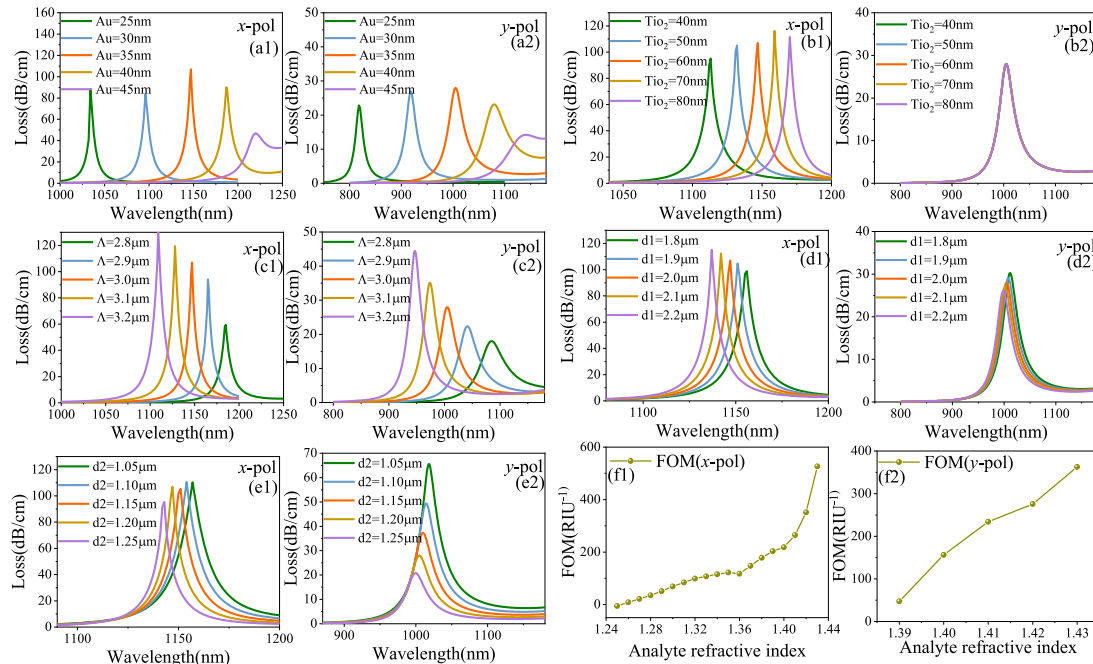 160
140
120
100
80
60
40
20
0
Loss(dB/cm)
Au=25nm
Au=30nm
Au=35nm
Au=40nm
Au=45nm
x-pol
(a1)
1000 1050 1100 1150 1200 1250
Wavelength(nm)
50
40
30
20
10
0
Loss(dB/cm)
Au=25nm
Au=30nm
Au=35nm
Au=40nm
Au=45nm
y-pol
(a2)
800 900 1000 1100
Wavelength(nm)
120
100
80
60
40
20
0
Loss(dB/cm)
Tio2=40nm
Tio2=50nm
Tio2=60nm
Tio2=70nm
Tio2=80nm
x-pol
(b1)
1050 1100 1150 1200
Wavelength(nm)
40
30
20
10
0
Loss(dB/cm)
Tio2=40nm
Tio2=50nm
Tio2=60nm
Tio2=70nm
Tio2=80nm
y-pol
(b2)
800 900 1000 1100
Wavelength(nm)
120
100
80
60
40
20
0
Loss(dB/cm)
Λ=2.8μm
Λ=2.9μm
Λ=3.0μm
Λ=3.1μm
Λ=3.2μm
x-pol
(c1)
1000 1050 1100 1150 1200 1250
Wavelength(nm)
50
40
30
20
10
0
Loss(dB/cm)
Λ=2.8μm
Λ=2.9μm
Λ=3.0μm
Λ=3.1μm
Λ=3.2μm
y-pol
(c2)
800 900 1000 1100
Wavelength(nm)
120
100
80
60
40
20
0
Loss(dB/cm)
d1=1.8μm
d1=1.9μm
d1=2.0μm
d1=2.1μm
d1=2.2μm
x-pol
(d1)
1100 1150 1200
Wavelength(nm)
40
30
20
10
0
Loss(dB/cm)
d1=1.8μm
d1=1.9μm
d1=2.0μm
d1=2.1μm
d1=2.2μm
y-pol
(d2)
800 900 1000 1100
Wavelength(nm)
120
100
80
60
40
20
0
Loss(dB/cm)
d2=1.05μm
d2=1.10μm
d2=1.15μm
d2=1.20μm
d2=1.25μm
x-pol
(e1)
1100 1150 1200
Wavelength(nm)
70
60
50
40
30
20
10
0
Loss(dB/cm)
d2=1.05μm
d2=1.10μm
d2=1.15μm
d2=1.20μm
d2=1.25μm
y-pol
(e2)
900 1000 1100
Wavelength(nm)
600
400
200
0
FOM(RIU⁻¹)
FOM(x-pol)
(f1)
1.24 1.28 1.32 1.36 1.40 1.44
Analyte refractive index
400
300
200
100
0
FOM(RIU⁻¹)
FOM(y-pol)
(f2)
1.39 1.40 1.41 1.42 1.43
Analyte refractive index